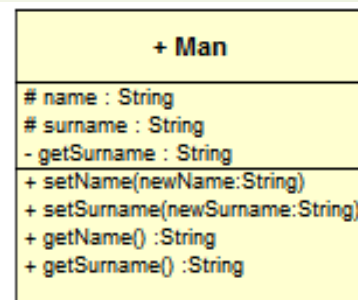 + Man
# name : String
# surname : String
- getSurname : String
+ setName(newName:String)
+ setSurname(newSurname:String)
+ getName() :String
+ getSurname() :String